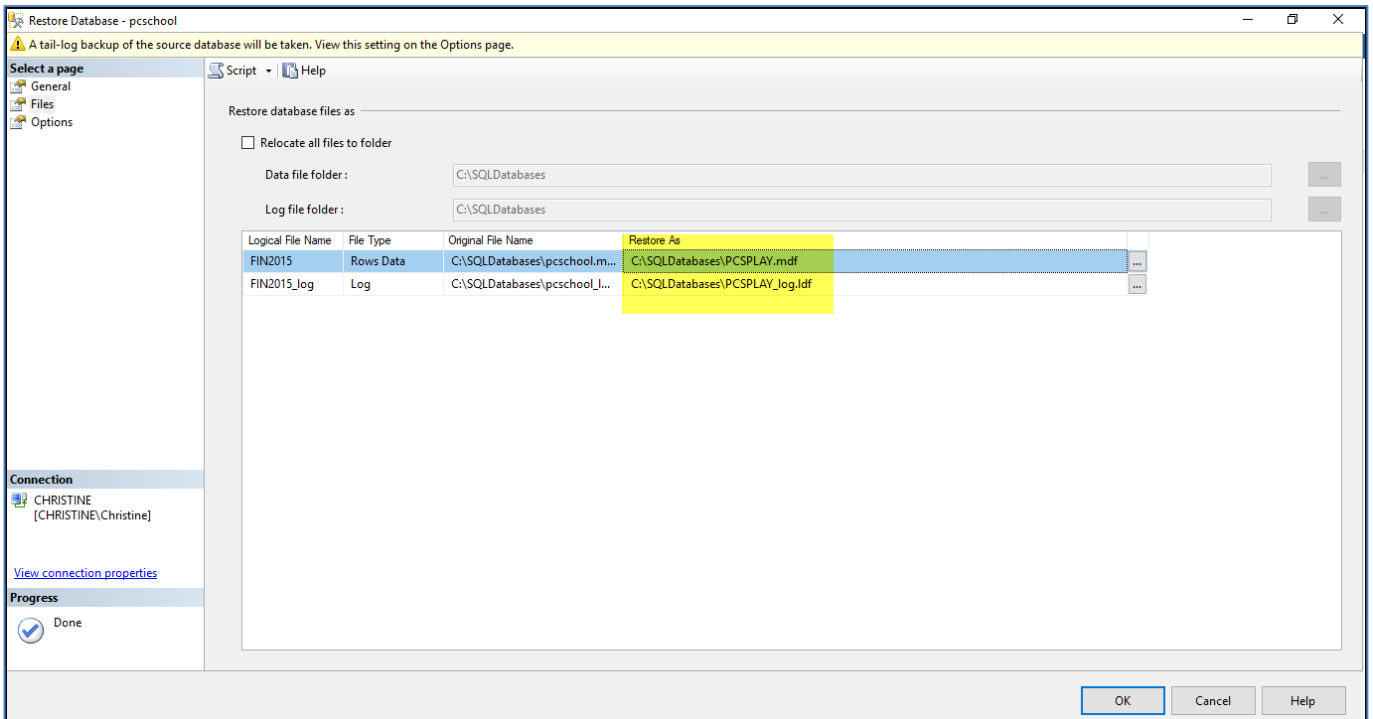 Restore Database - pcschool
A tail-log backup of the source database will be taken. View this setting on the Options page.
Select a page
General
Files
Options
Script Help
Restore database files as
Relocate all files to folder
Data file folder : C:\SQLDatabases ...
Log file folder : C:\SQLDatabases ...
Logical File Name File Type Original File Name Restore As
FIN2015 Rows Data C:\SQLDatabases\pcschool.m... C:\SQLDatabases\PCSPLAY.mdf ...
FIN2015_log Log C:\SQLDatabases\pcschool_l... C:\SQLDatabases\PCSPLAY_log.ldf ...
Connection
CHRISTINE
[CHRISTINE\Christine]
View connection properties
Progress
Done
OK Cancel Help